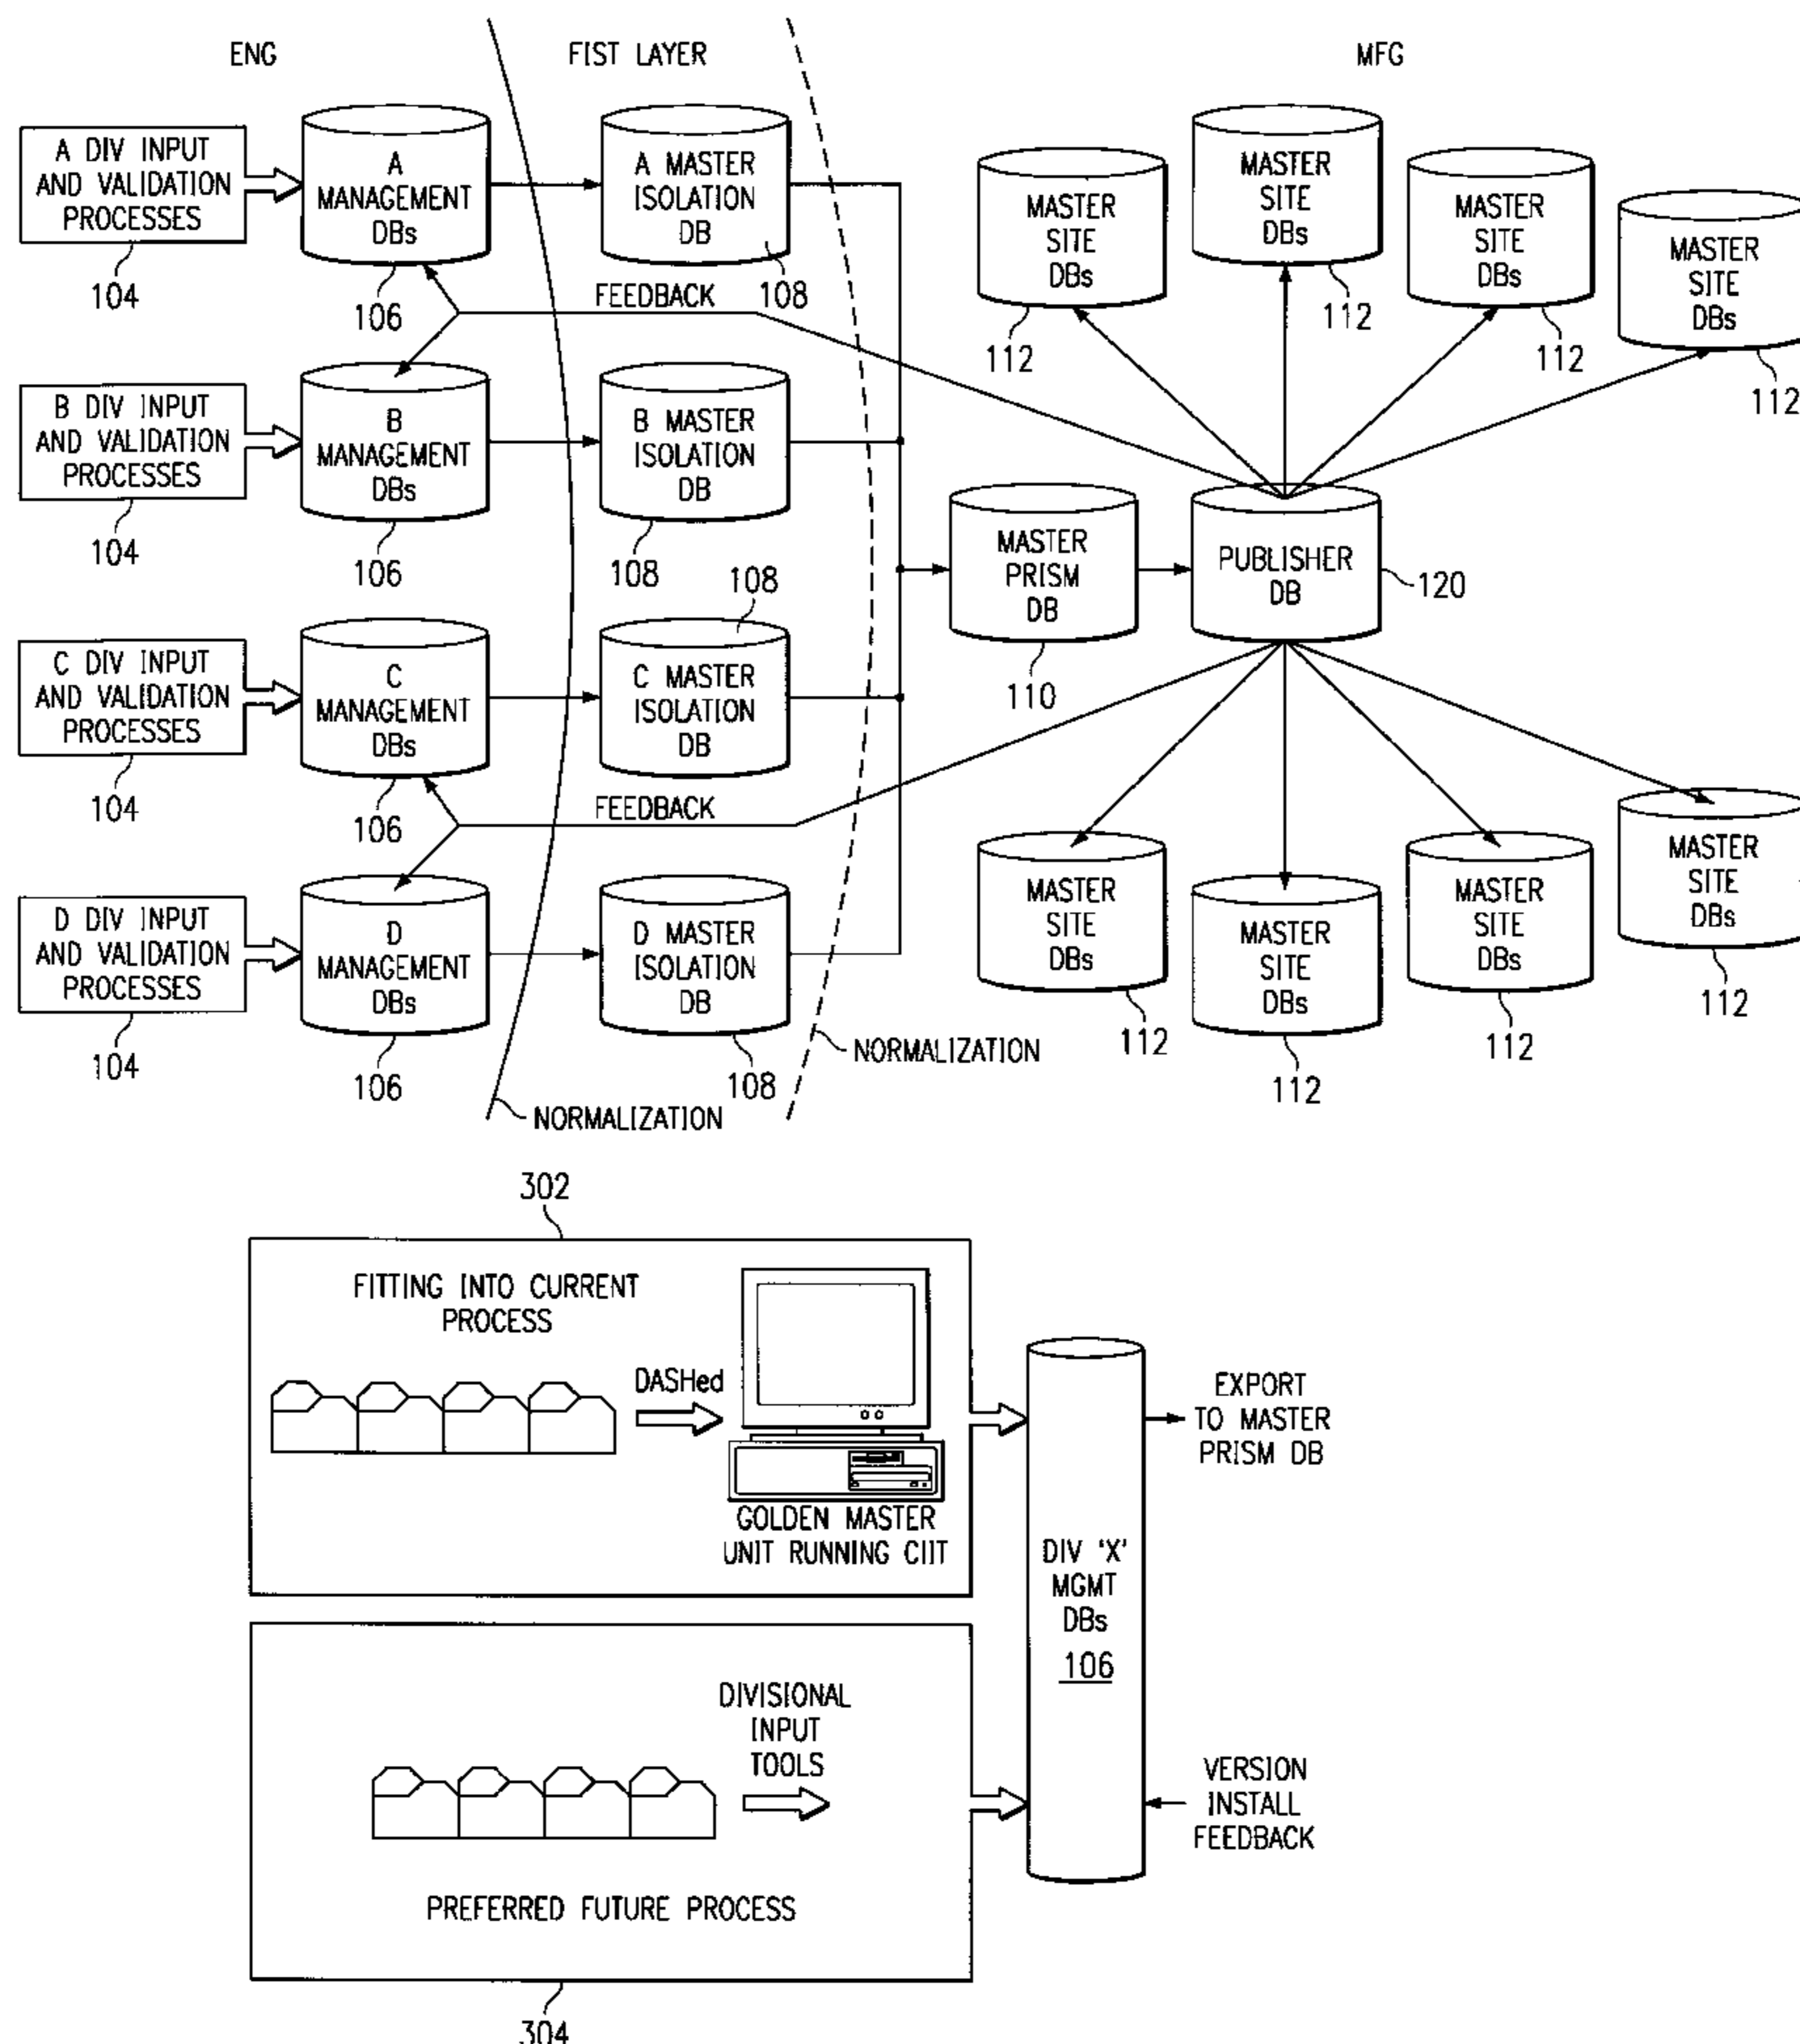 ENG
FIST LAYER
MFG
A DIV INPUT
AND VALIDATION
PROCESSES
104
A
MANAGEMENT
DBs
106
A MASTER
ISOLATION
DB
108
FEEDBACK
B DIV INPUT
AND VALIDATION
PROCESSES
104
B
MANAGEMENT
DBs
106
B MASTER
ISOLATION
DB
108
C DIV INPUT
AND VALIDATION
PROCESSES
104
C
MANAGEMENT
DBs
106
108
C MASTER
ISOLATION
DB
FEEDBACK
D DIV INPUT
AND VALIDATION
PROCESSES
104
D
MANAGEMENT
DBs
106
D MASTER
ISOLATION
DB
108
NORMALIZATION
NORMALIZATION
MASTER
SITE
DBs
112
MASTER
SITE
DBs
112
MASTER
SITE
DBs
112
MASTER
SITE
DBs
112
MASTER
PRISM
DB
110
PUBLISHER
DB
120
MASTER
SITE
DBs
112
MASTER
SITE
DBs
112
MASTER
SITE
DBs
112
MASTER
SITE
DBs
112
302
FITTING INTO CURRENT
PROCESS
DASHed
GOLDEN MASTER
UNIT RUNNING CIIT
DIV 'X'
MGMT
DBs
106
EXPORT
TO MASTER
PRISM DB
DIVISIONAL
INPUT
TOOLS
PREFERRED FUTURE PROCESS
VERSION
INSTALL
FEEDBACK
304